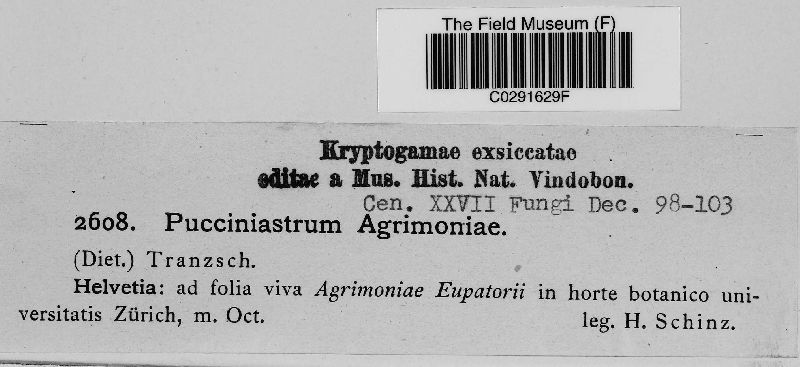 The Field Museum (F)
C0291629F
Kryptogamae exsiccatae
editae a Mus. Hist. Nat. Vindobon.
Cen. XXVII Fungi Dec. 98-103
2608. Pucciniastrum Agrimoniae.
(Diet.) Tranzsch.
Helvetia: ad folia viva Agrimoniae Eupatorii in horte botanico uni-
versitatis Zürich, m. Oct. leg. H. Schinz.